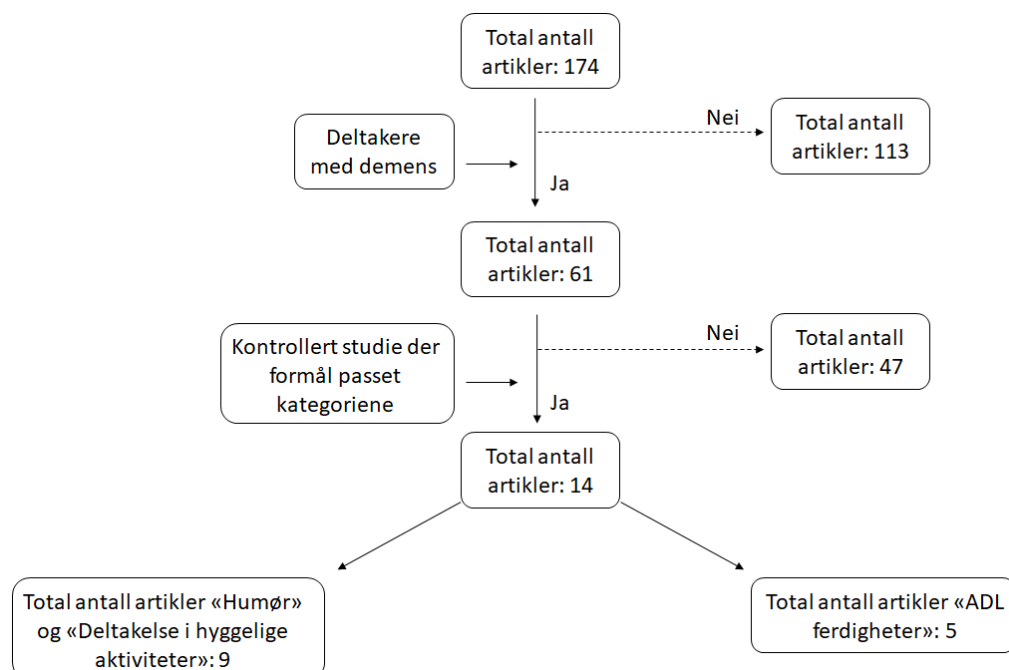 Total antall
artikler: 174
Nei
Total antall
artikler: 113
Deltakere
med demens
Ja
Total antall
artikler: 61
Nei
Total antall
artikler: 47
Kontrollert studie der
formål passet
kategoriene
Ja
Total antall
artikler: 14
Total antall artikler «Humør»
og «Deltakelse i hyggelige
aktiviteter»: 9
Total antall artikler «ADL
ferdigheter»: 5